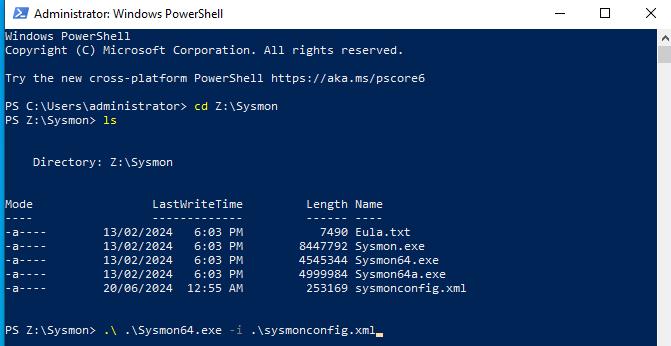 Administrator: Windows PowerShell
Windows PowerShell
Copyright (C) Microsoft Corporation. All rights reserved.
Try the new cross-platform PowerShell https://aka.ms/pscore6
PS C:\Users\administrator> cd Z:\Sysmon
PS Z:\Sysmon> ls
Directory: Z:\Sysmon
Mode LastWriteTime Length Name
---- ------------- ------ ----
-a---- 13/02/2024 6:03 PM 7490 Eula.txt
-a---- 13/02/2024 6:03 PM 8447792 Sysmon.exe
-a---- 13/02/2024 6:03 PM 4545344 Sysmon64.exe
-a---- 13/02/2024 6:03 PM 4999984 Sysmon64a.exe
-a---- 20/06/2024 12:55 AM 253169 sysmonconfig.xml
PS Z:\Sysmon> .\ .\Sysmon64.exe -i .\sysmonconfig.xml